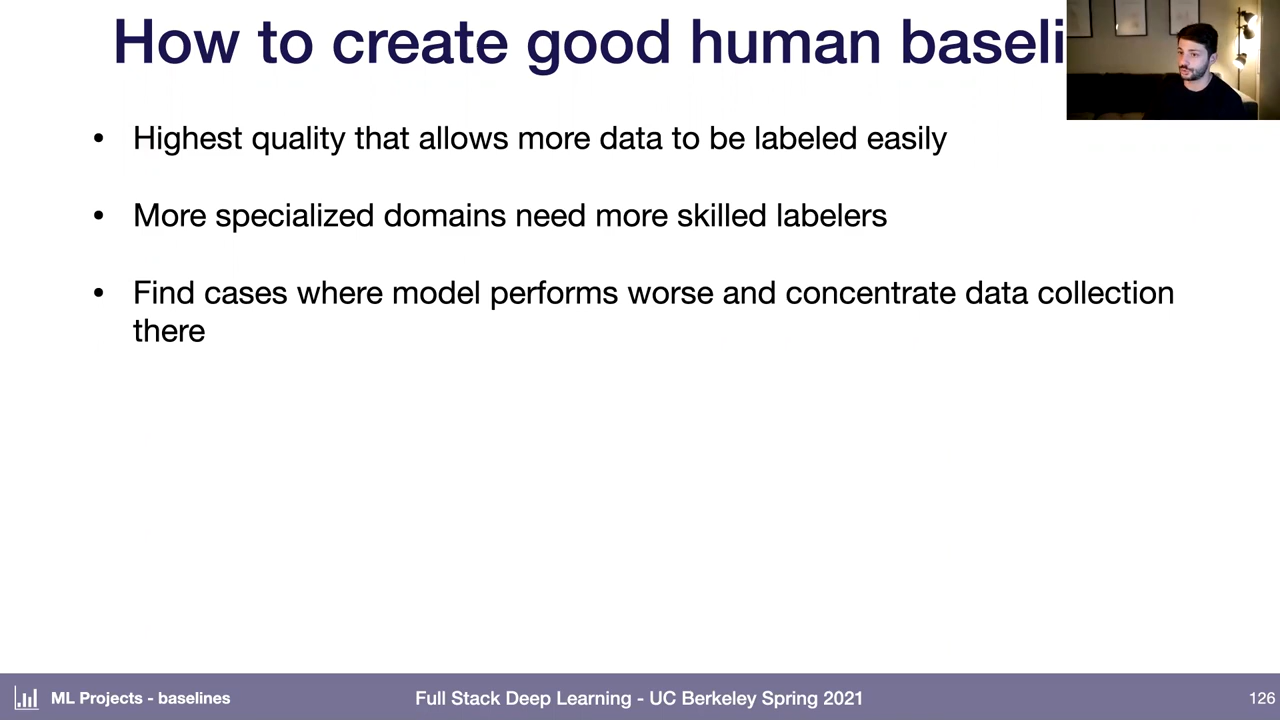 How to create good human baseli
• Highest quality that allows more data to be labeled easily
• More specialized domains need more skilled labelers
• Find cases where model performs worse and concentrate data collection
there
ML Projects - baselines
Full Stack Deep Learning - UC Berkeley Spring 2021
126